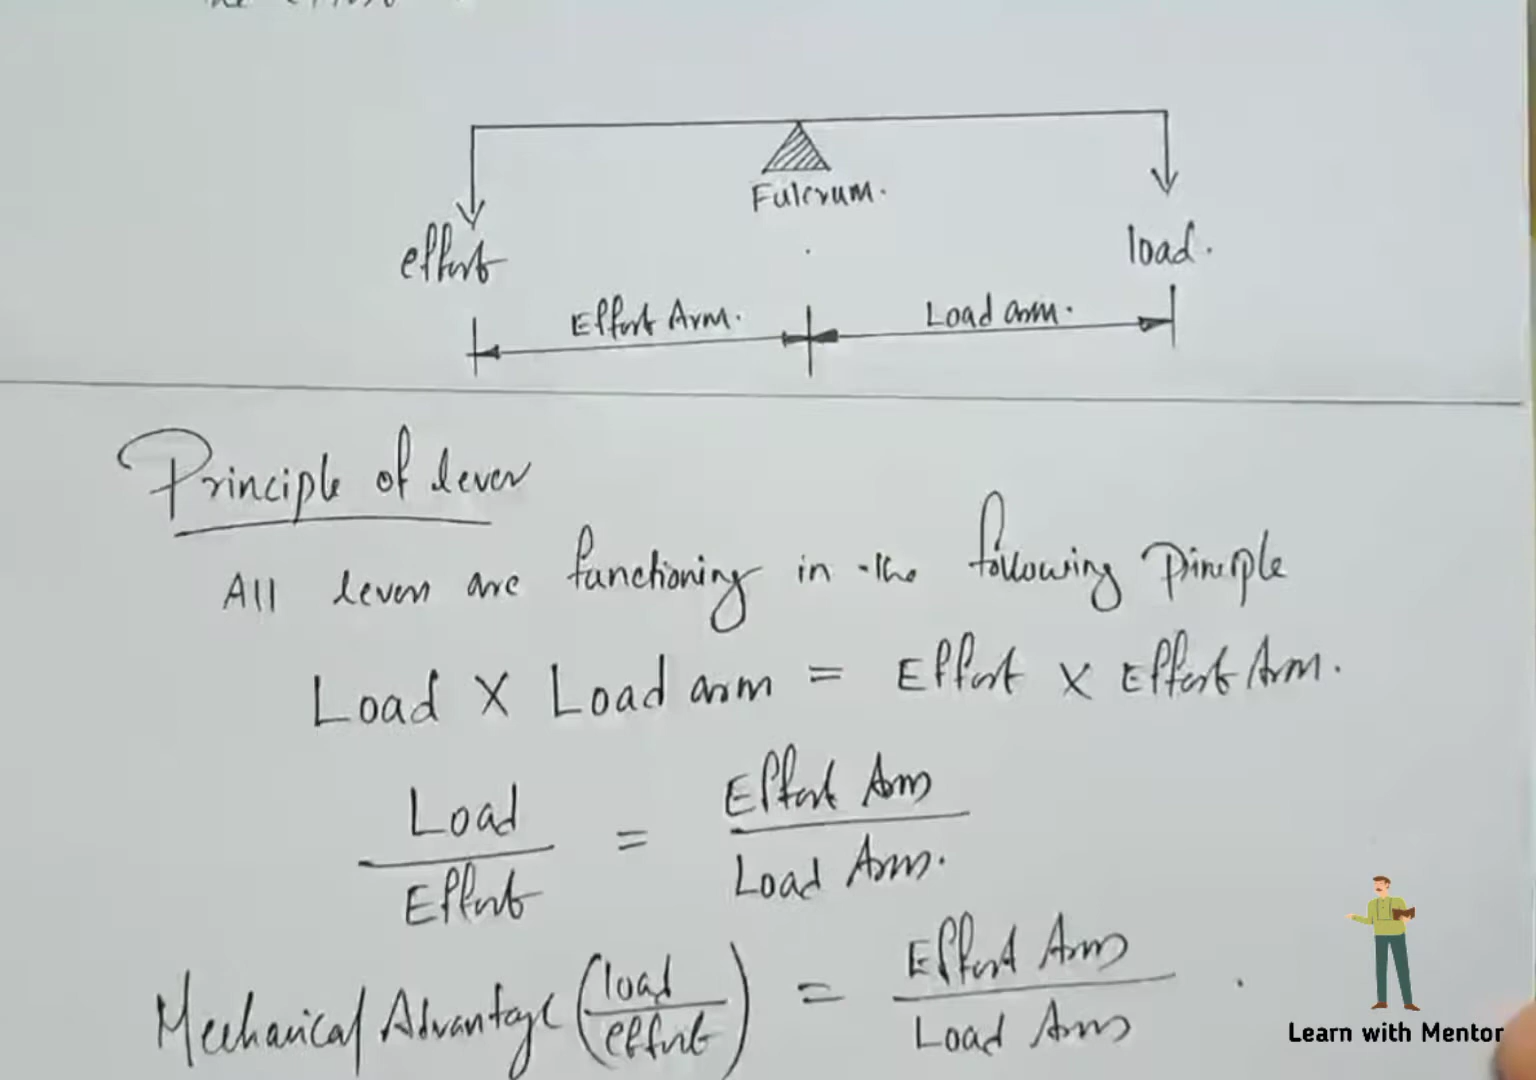 Fulcrum.
effort
load.
Effort Arm.
Load arm.
Principle of lever
All levers are functioning in the following Principle
Load X Load arm = Effort X Effort Arm.
Load / Effort = Effort Arm / Load Arm.
Mechanical Advantage (load / effort) = Effort Arm / Load Arm .
Learn with Mentor